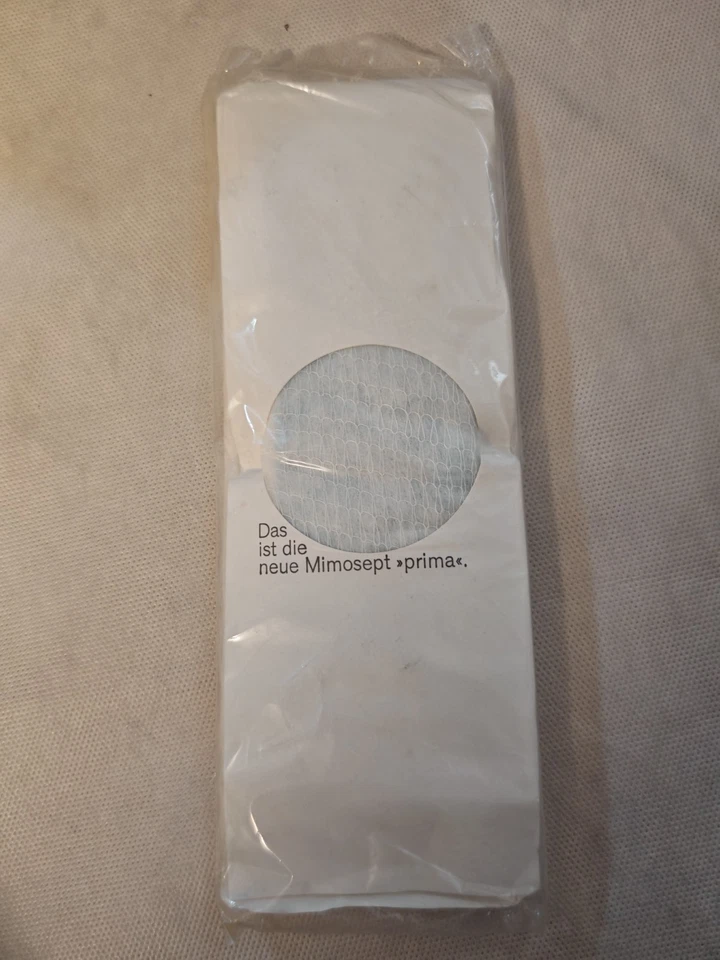 Das
ist die
neue Mimosept »prima«.